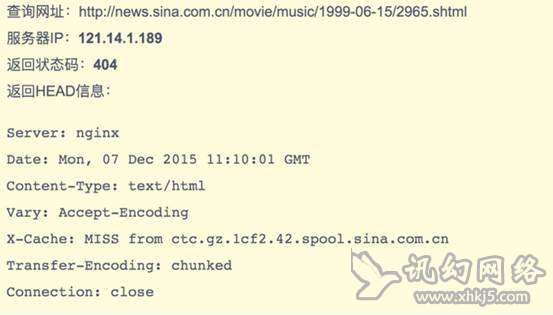 查询网址：http://news.sina.com.cn/movie/music/1999-06-15/2965.shtml
服务器IP：121.14.1.189
返回状态码：404
返回HEAD信息：
Server: nginx
Date: Mon, 07 Dec 2015 11:10:01 GMT
Content-Type: text/html
Vary: Accept-Encoding
X-Cache: MISS from ctc.gz.1cf2.42.spool.sina.com.cn
Transfer-Encoding: chunked
Connection: close
讯幻网络
www.xhkj5.com